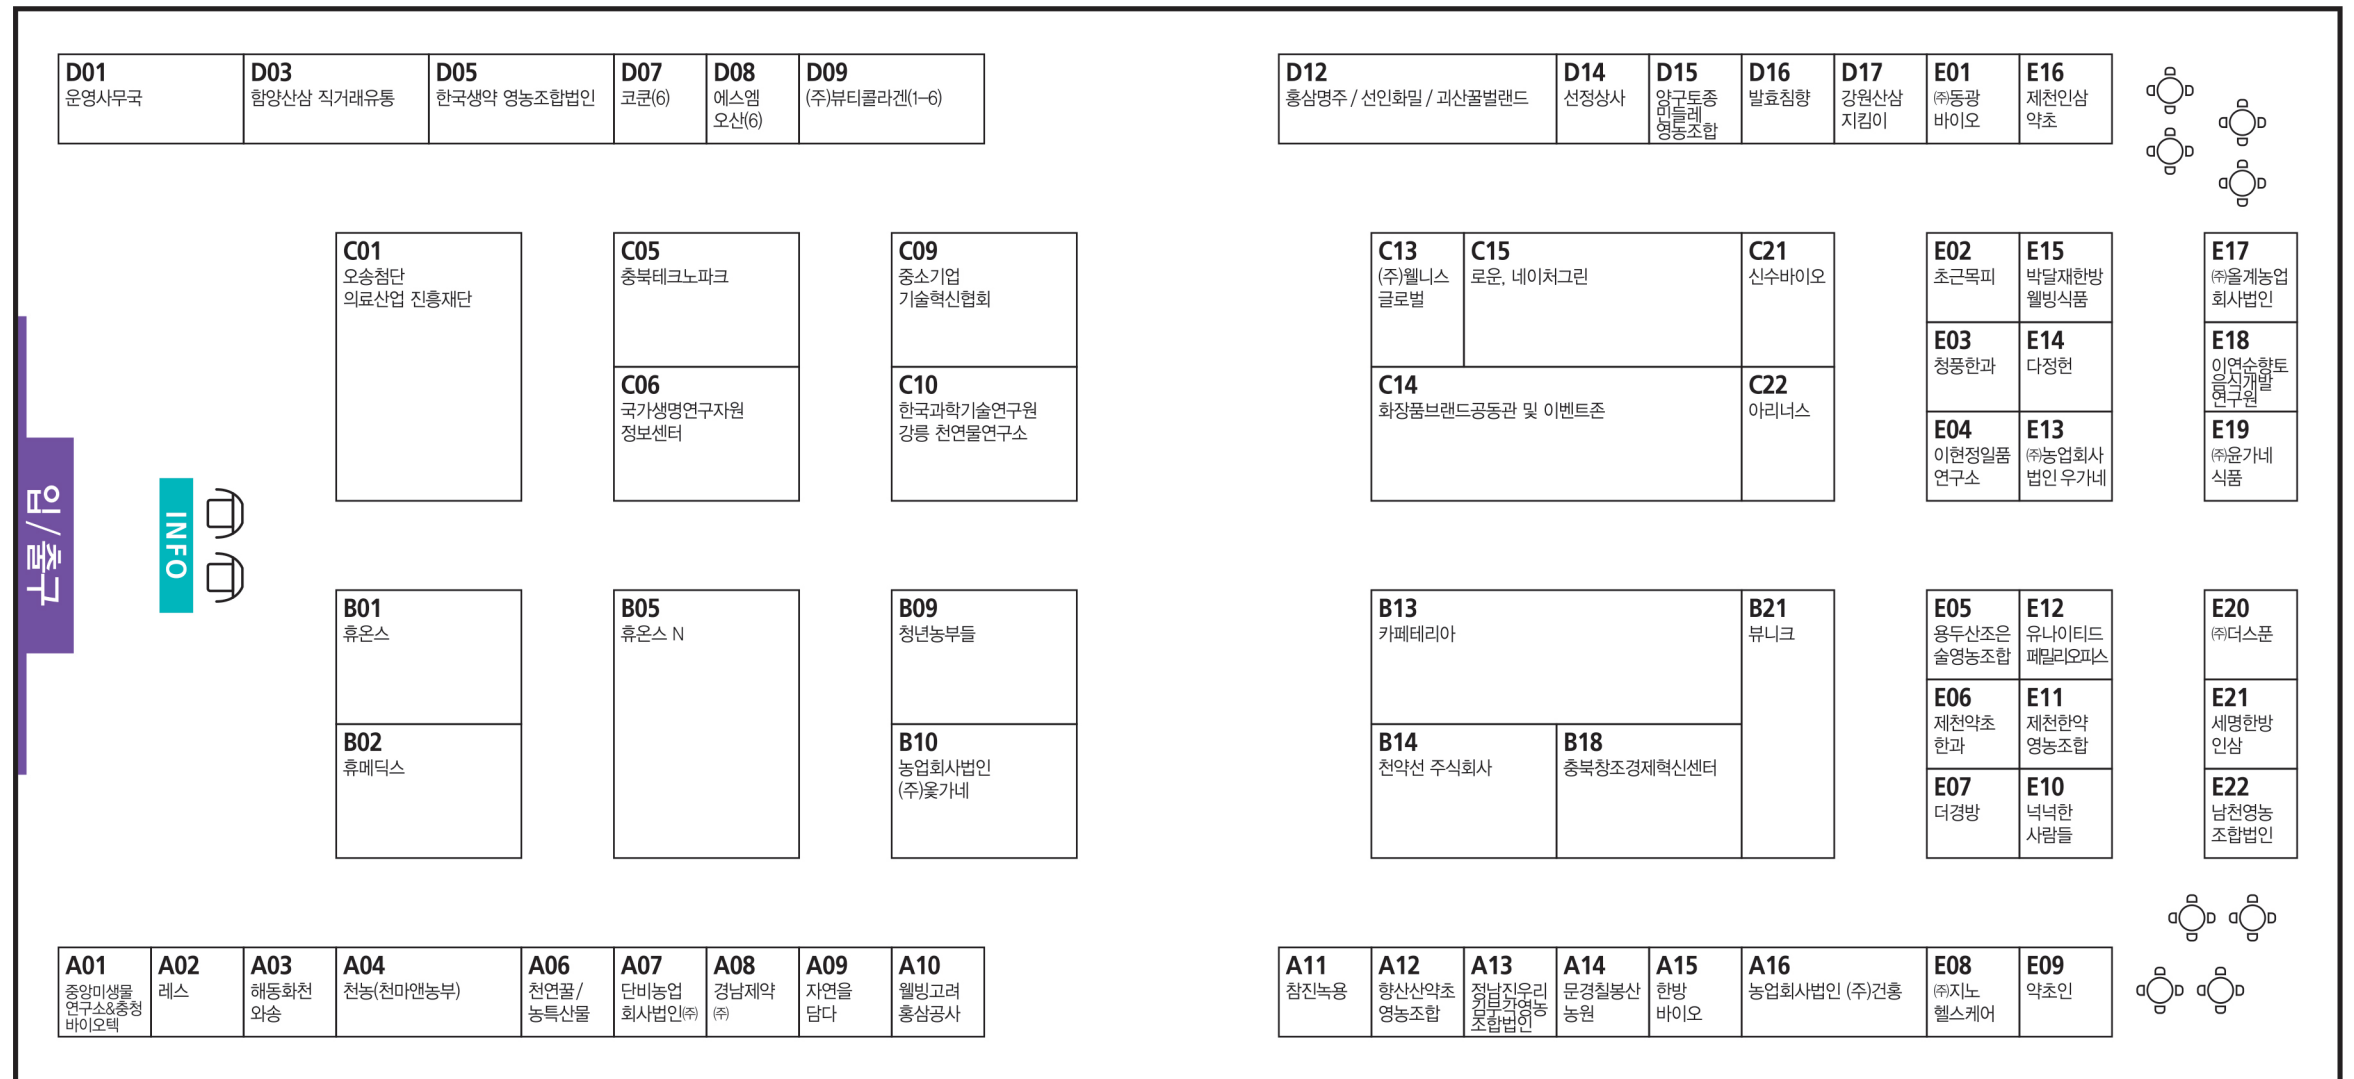 D01
운영사무국
D03
함양산삼 직거래유통
D05
한국생약 영농조합법인
D07
코쿤(6)
D08
에스엠
오산(6)
D09
(주)뷰티콜라겐(1-6)
D12
홍삼명주 / 선인화밀 / 괴산꿀벌랜드
D14
선정상사
D15
양구토종
민들레
영농조합
D16
발효침향
D17
강원산삼
지킴이
E01
㈜동광
바이오
E16
제천인삼
약초
C01
오송첨단
의료산업 진흥재단
C05
충북테크노파크
C09
중소기업
기술혁신협회
C13
(주)웰니스
글로벌
C15
로운, 네이처그린
C21
신수바이오
E02
초근목피
E15
박달재한방
웰빙식품
E17
㈜올계농업
회사법인
E03
청풍한과
E14
다정헌
E18
이연순향토
음식개발
연구원
C06
국가생명연구자원
정보센터
C10
한국과학기술연구원
강릉 천연물연구소
C14
화장품브랜드공동관 및 이벤트존
C22
아리너스
E04
이현정일품
연구소
E13
㈜농업회사
법인 우가네
E19
㈜윤가네
식품
입/출구
INFO
B01
휴온스
B05
휴온스 N
B09
청년농부들
B13
카페테리아
B21
뷰니크
E05
용두산조은
술영농조합
E12
유나이티드
페밀리오피스
E20
㈜더스푼
E06
제천약초
한과
E11
제천한약
영농조합
E21
세명한방
인삼
B02
휴메딕스
B10
농업회사법인
(주)옻가네
B14
천약선 주식회사
B18
충북창조경제혁신센터
E07
더경방
E10
넉넉한
사람들
E22
남천영농
조합법인
A01
중앙미생물
연구소&충청
바이오텍
A02
레스
A03
해동화천
와송
A04
천농(천마앤농부)
A06
천연꿀/
농특산물
A07
단비농업
회사법인㈜
A08
경남제약
㈜
A09
자연을
담다
A10
웰빙고려
홍삼공사
A11
참진녹용
A12
향산산약초
영농조합
A13
정남진우리
김부각영농
조합법인
A14
문경칠봉산
농원
A15
한방
바이오
A16
농업회사법인 (주)건홍
E08
㈜지노
헬스케어
E09
약초인